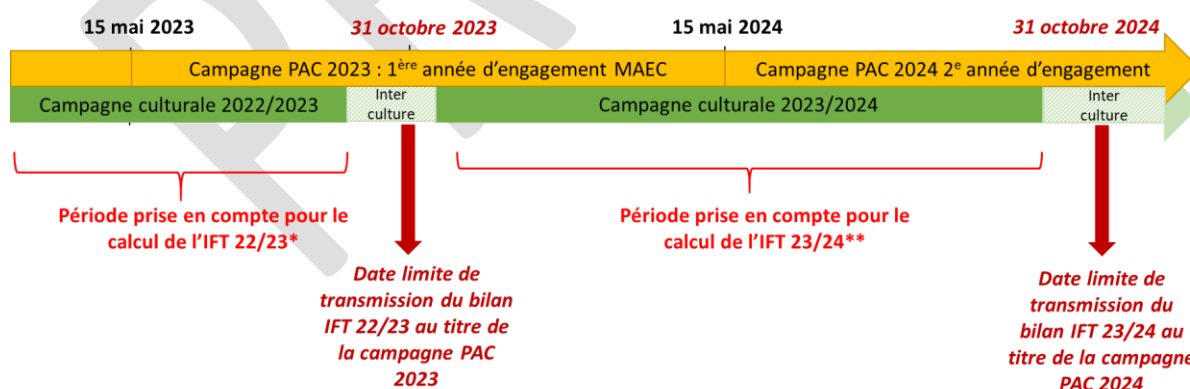 15 mai 2023
31 octobre 2023
15 mai 2024
31 octobre 2024
Campagne PAC 2023 : 1ère année d'engagement MAEC
Campagne PAC 2024 2e année d'engagement
Campagne culturale 2022/2023
Inter
culture
Campagne culturale 2023/2024
Inter
culture
Période prise en compte pour le
calcul de l'IFT 22/23*
Période prise en compte pour le
calcul de l'IFT 23/24**
Date limite de
transmission du bilan
IFT 22/23 au titre de
la campagne PAC
2023
Date limite de
transmission du
bilan IFT 23/24 au
titre de la campagne
PAC 2024